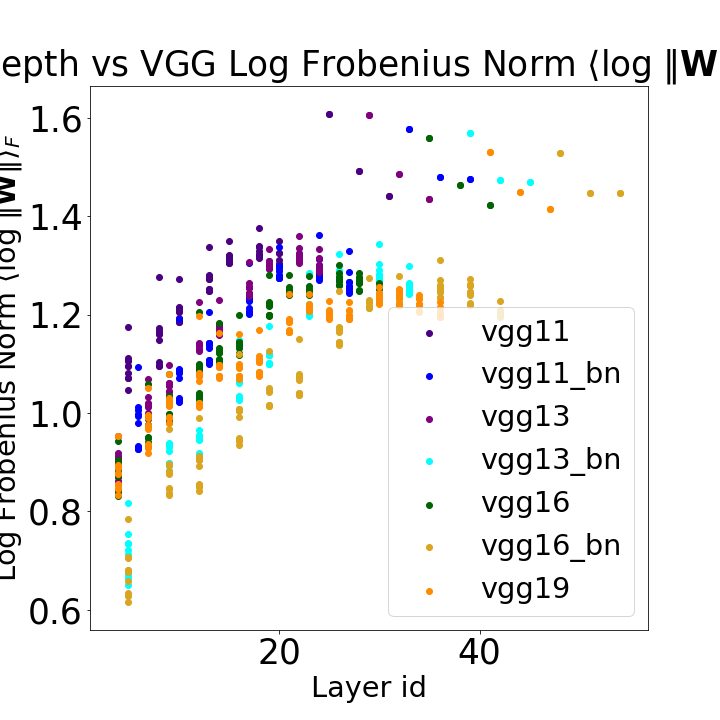 epth vs VGG Log Frobenius Norm ⟨log ‖W
Log Frobenius Norm ⟨log ‖W‖⟩F
1.6
1.4
1.2
1.0
0.8
0.6
vgg11
vgg11_bn
vgg13
vgg13_bn
vgg16
vgg16_bn
vgg19
20 40
Layer id